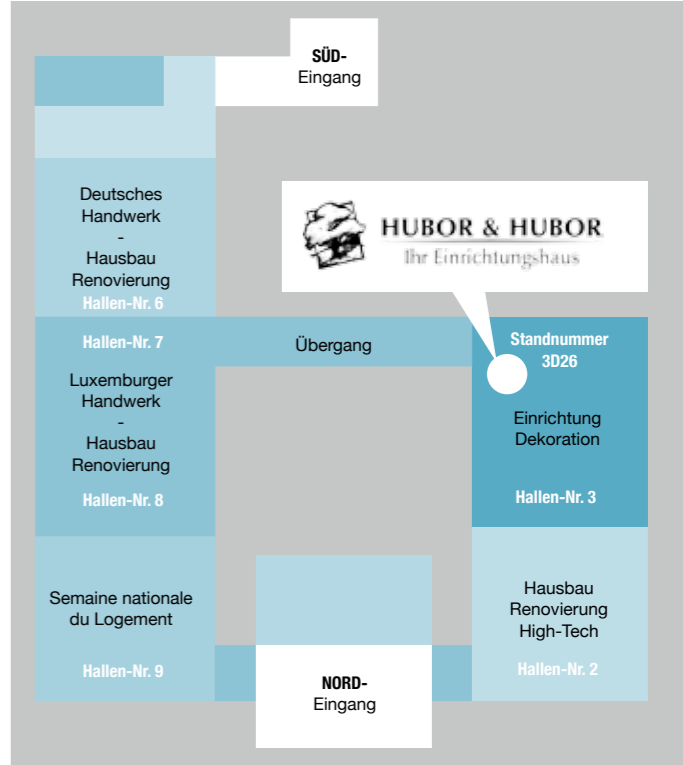 SÜD-
Eingang
Deutsches
Handwerk
-
Hausbau
Renovierung
Hallen-Nr. 6
HUBOR & HUBOR
Ihr Einrichtungshaus
Hallen-Nr. 7
Übergang
Standnummer
3D26
Luxemburger
Handwerk
-
Hausbau
Renovierung
Hallen-Nr. 8
Einrichtung
Dekoration
Hallen-Nr. 3
Semaine nationale
du Logement
Hallen-Nr. 9
NORD-
Eingang
Hausbau
Renovierung
High-Tech
Hallen-Nr. 2